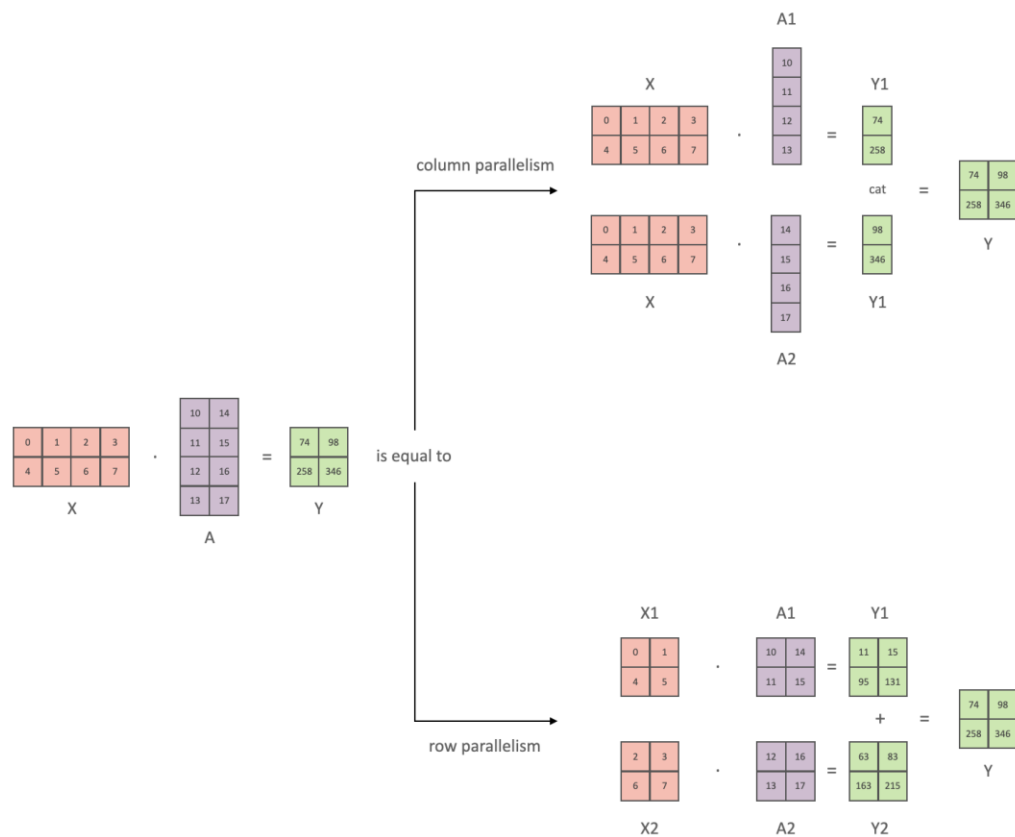 A1
10
11
12
13
X
0 1 2 3
4 5 6 7
·
=
Y1
74
258
column parallelism
cat
=
74 98
258 346
Y
0 1 2 3
4 5 6 7
X
·
14
15
16
17
A2
=
98
346
Y1
0 1 2 3
4 5 6 7
X
·
10 14
11 15
12 16
13 17
A
=
74 98
258 346
Y
is equal to
row parallelism
X1
0 1
4 5
·
A1
10 14
11 15
=
Y1
11 15
95 131
+
=
74 98
258 346
Y
2 3
6 7
X2
·
12 16
13 17
A2
=
63 83
163 215
Y2